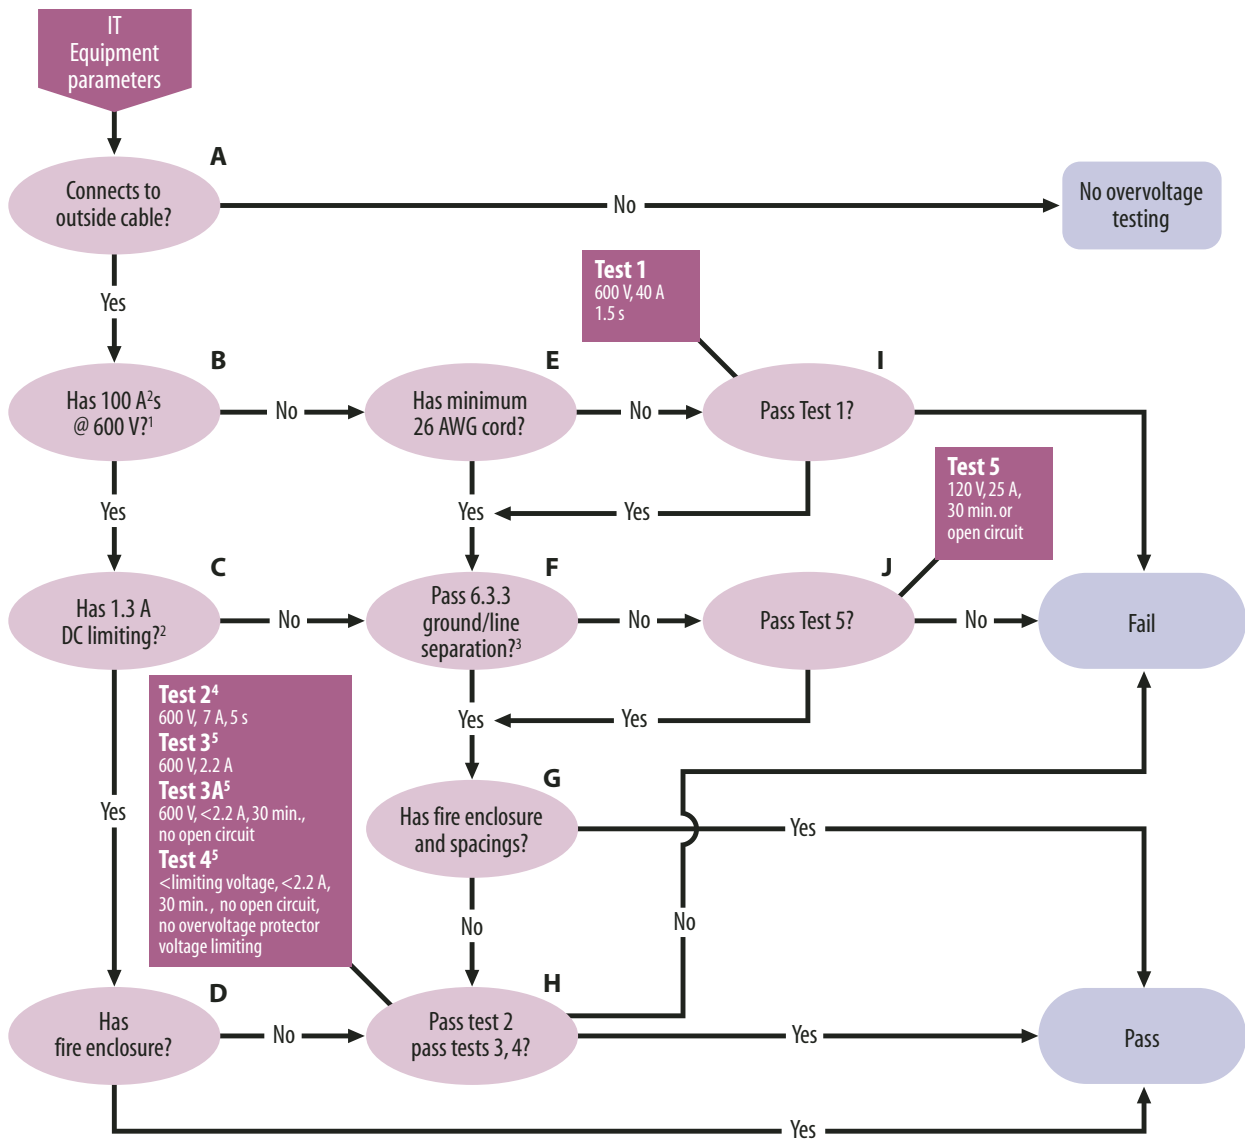 IT
Equipment
parameters
A
Connects to
outside cable?
No
No overvoltage
testing
Yes
Test 1
600 V, 40 A
1.5 s
B
Has 100 A²s
@ 600 V?¹
No
E
Has minimum
26 AWG cord?
No
I
Pass Test 1?
Yes
Yes
Yes
Test 5
120 V, 25 A,
30 min. or
open circuit
C
Has 1.3 A
DC limiting?²
No
F
Pass 6.3.3
ground/line
separation?³
No
J
Pass Test 5?
No
Fail
Test 2⁴
600 V, 7 A, 5 s
Test 3⁵
600 V, 2.2 A
Test 3A⁵
600 V, <2.2 A, 30 min.,
no open circuit
Test 4⁵
<limiting voltage, <2.2 A,
30 min., no open circuit,
no overvoltage protector
voltage limiting
Yes
Yes
Yes
G
Has fire enclosure
and spacings?
Yes
No
No
D
Has
fire enclosure?
No
H
Pass test 2
pass tests 3, 4?
Yes
Pass
Yes